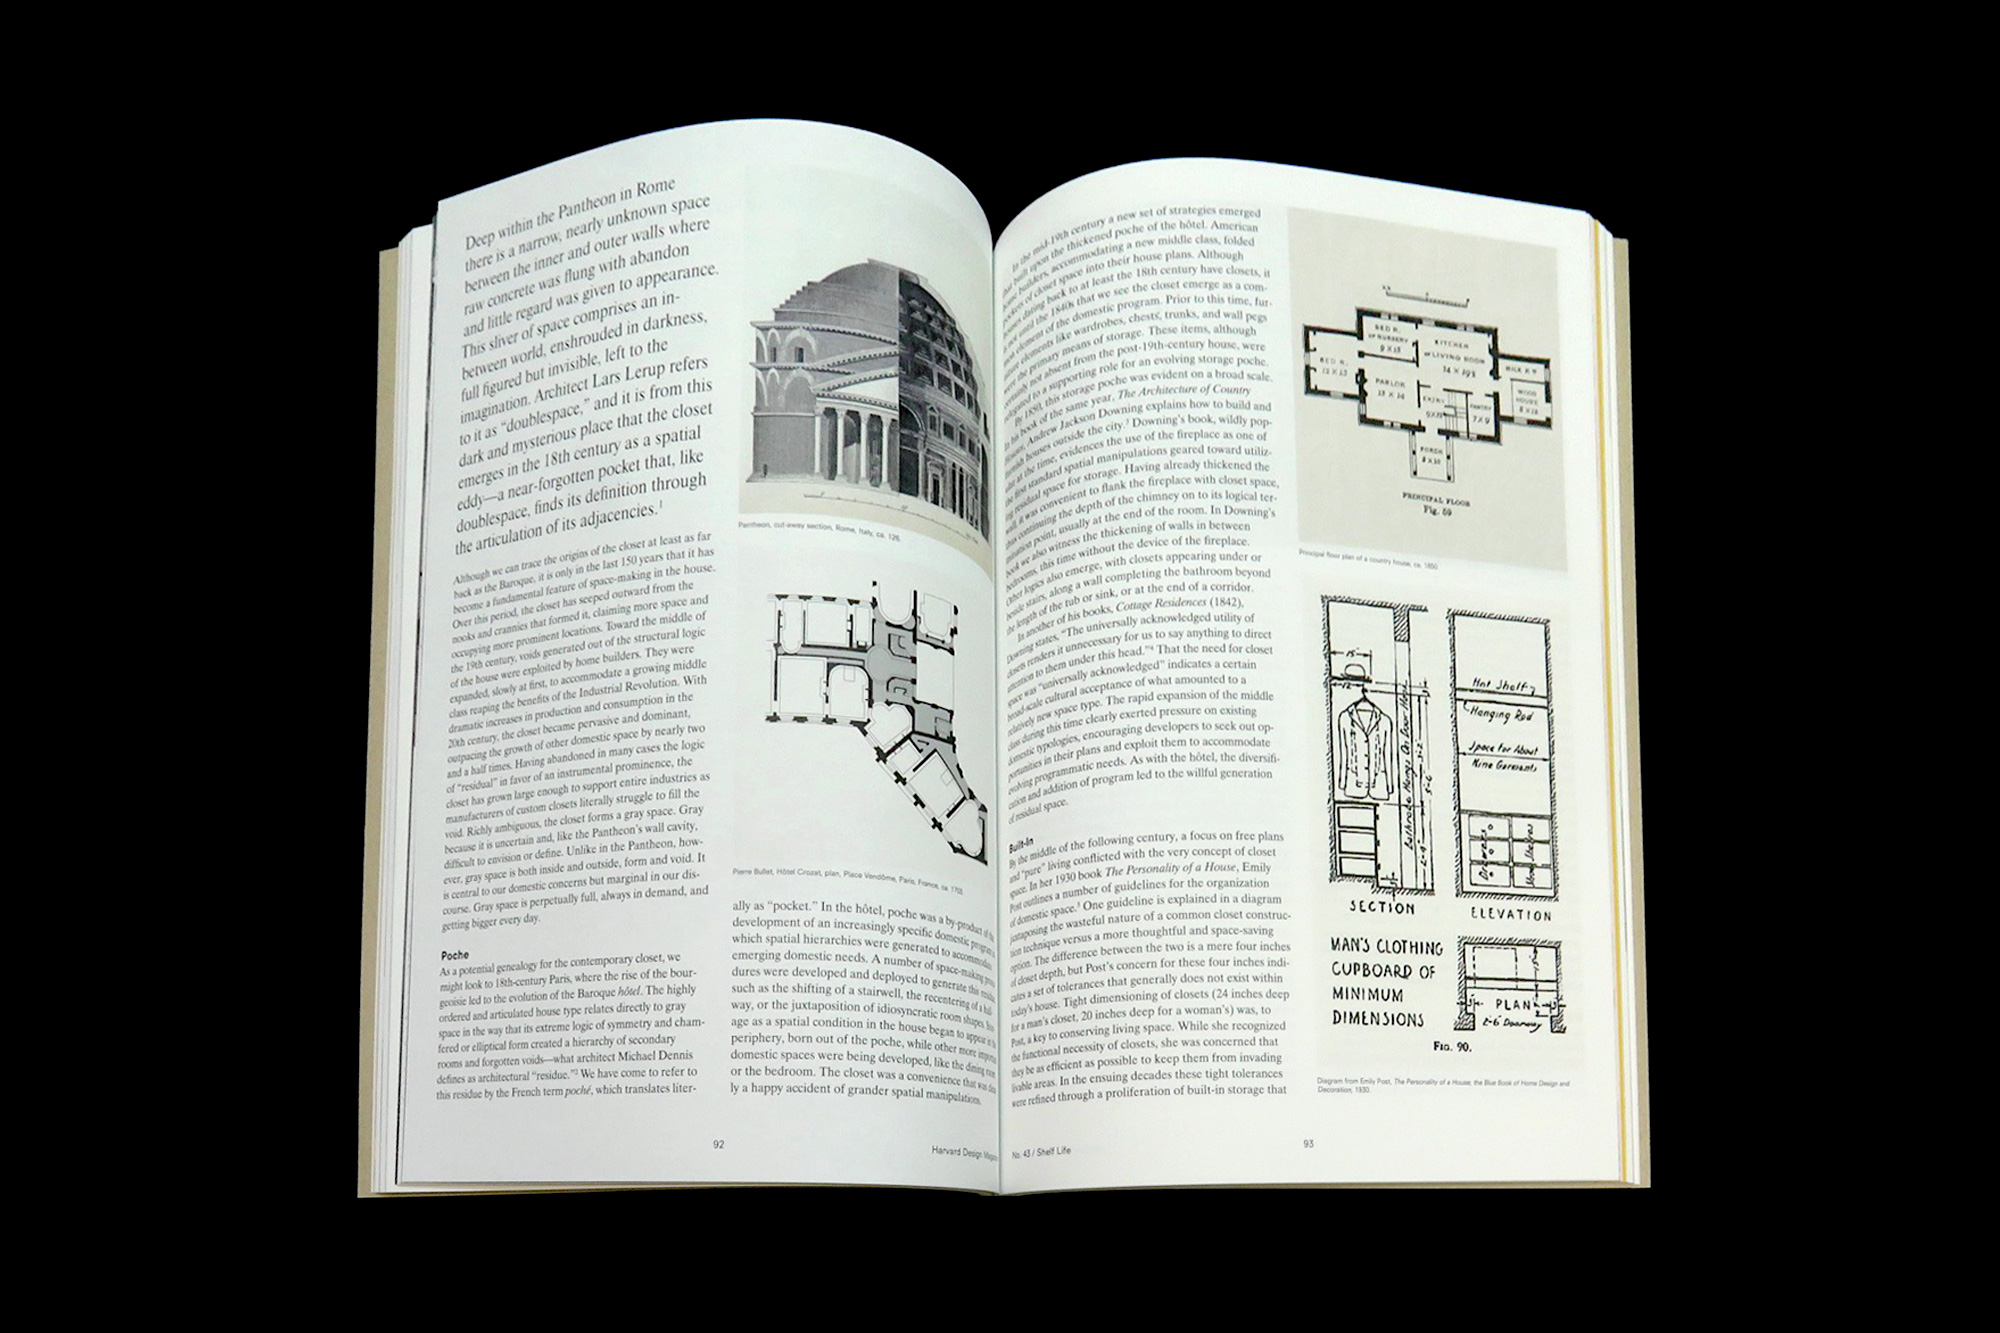 Deep within the Pantheon in Rome
there is a narrow, nearly unknown space
between the inner and outer walls where
raw concrete was flung with abandon
and little regard was given to appearance.
This sliver of space comprises an in-
between world, enshrouded in darkness,
full figured but invisible, left to the
imagination. Architect Lars Lerup refers
to it as “doublespace,” and it is from this
dark and mysterious place that the closet
emerges in the 18th century as a spatial
eddy—a near-forgotten pocket that, like
doublespace, finds its definition through
the articulation of its adjacencies.1
Although we can trace the origins of the closet at least as far
back as the Baroque, it is only in the last 150 years that it has
become a fundamental feature of space-making in the house.
Over this period, the closet has seeped outward from the
nooks and crannies that formed it, claiming more space and
occupying more prominent locations. Toward the middle of
the 19th century, voids generated out of the structural logic
of the house were exploited by home builders. They were
expanded, slowly at first, to accommodate a growing middle
class reaping the benefits of the Industrial Revolution. With
dramatic increases in production and consumption in the
20th century, the closet became pervasive and dominant,
outpacing the growth of other domestic space by nearly two
and a half times. Having abandoned in many cases the logic
of “residual” in favor of an instrumental prominence, the
closet has grown large enough to support entire industries as
manufacturers of custom closets literally struggle to fill the
void. Richly ambiguous, the closet forms a gray space. Gray
because it is uncertain and, like the Pantheon’s wall cavity,
difficult to envision or define. Unlike in the Pantheon, how-
ever, gray space is both inside and outside, form and void. It
is central to our domestic concerns but marginal in our dis-
course. Gray space is perpetually full, always in demand, and
getting bigger every day.
Poche
As a potential genealogy for the contemporary closet, we
might look to 18th-century Paris, where the rise of the bour-
geoisie led to the evolution of the Baroque hôtel. The highly
ordered and articulated house type relates directly to gray
space in the way that its extreme logic of symmetry and cham-
fered or elliptical form created a hierarchy of secondary
rooms and forgotten voids—what architect Michael Dennis
defines as architectural “residue.”2 We have come to refer to
this residue by the French term poché, which translates liter-
Pantheon, cut-away section, Rome, Italy, ca. 126.
Pierre Bullet, Hôtel Crozat, plan, Place Vendôme, Paris, France, ca. 1702.
ally as “pocket.” In the hôtel, poche was a by-product of the
development of an increasingly specific domestic program in
which spatial hierarchies were generated to accommodate
emerging domestic needs. A number of space-making proce-
dures were developed and deployed to generate this residue,
such as the shifting of a stairwell, the recentering of a hall-
way, or the juxtaposition of idiosyncratic room shapes. Stor-
age as a spatial condition in the house began to appear at the
periphery, born out of the poche, while other more important
domestic spaces were being developed, like the dining room
or the bedroom. The closet was a convenience that was clear-
ly a happy accident of grander spatial manipulations.
92
Harvard Design Magazine
In the mid-19th century a new set of strategies emerged
that built upon the thickened poche of the hôtel. American
house builders, accommodating a new middle class, folded
pockets of closet space into their house plans. Although
houses dating back to at least the 18th century have closets, it
is not until the 1840s that we see the closet emerge as a com-
mon element of the domestic program. Prior to this time, fur-
niture elements like wardrobes, chests, trunks, and wall pegs
were the primary means of storage. These items, although
certainly not absent from the post-19th-century house, were
relegated to a supporting role for an evolving storage poche.
By 1850, this storage poche was evident on a broad scale.
In his book of the same year, The Architecture of Country
Houses, Andrew Jackson Downing explains how to build and
furnish houses outside the city.3 Downing’s book, wildly pop-
ular at the time, evidences the use of the fireplace as one of
the first standard spatial manipulations geared toward utiliz-
ing residual space for storage. Having already thickened the
wall, it was convenient to flank the fireplace with closet space,
thus continuing the depth of the chimney on to its logical ter-
mination point, usually at the end of the room. In Downing’s
book we also witness the thickening of walls in between
bedrooms, this time without the device of the fireplace.
Other logics also emerge, with closets appearing under or
beside stairs, along a wall completing the bathroom beyond
the length of the tub or sink, or at the end of a corridor.
In another of his books, Cottage Residences (1842),
Downing states, “The universally acknowledged utility of
closets renders it unnecessary for us to say anything to direct
attention to them under this head.”4 That the need for closet
space was “universally acknowledged” indicates a certain
broad-scale cultural acceptance of what amounted to a
relatively new space type. The rapid expansion of the middle
class during this time clearly exerted pressure on existing
domestic typologies, encouraging developers to seek out op-
portunities in their plans and exploit them to accommodate
evolving programmatic needs. As with the hôtel, the diversifi-
cation and addition of program led to the willful generation
of residual space.
Built-In
By the middle of the following century, a focus on free plans
and “pure” living conflicted with the very concept of closet
space. In her 1930 book The Personality of a House, Emily
Post outlines a number of guidelines for the organization
of domestic space.5 One guideline is explained in a diagram
juxtaposing the wasteful nature of a common closet construc-
tion technique versus a more thoughtful and space-saving
option. The difference between the two is a mere four inches
of closet depth, but Post’s concern for these four inches indi-
cates a set of tolerances that generally does not exist within
today’s house. Tight dimensioning of closets (24 inches deep
for a man’s closet, 20 inches deep for a woman’s) was, to
Post, a key to conserving living space. While she recognized
the functional necessity of closets, she was concerned that
they be as efficient as possible to keep them from invading
livable areas. In the ensuing decades these tight tolerances
were refined through a proliferation of built-in storage that
BED R.
or NURSERY
9 X 13
KITCHEN
or LIVING ROOM
14 X 19½
BED R.
12 X 13
PARLOR
15 X 16
ENTRY
PANTRY
7 X 9
MILK R.
WOOD
HOUSE
8 X 12
PORCH
8 X 10
PRINCIPAL FLOOR
Fig. 59
Principal floor plan of a country house, ca. 1850.
15"
12"
Bathrobe Hangs On Door Hook
Hat Shelf
Hanging Rod
Space for About
Nine Garments
Drawers
Shelves
SECTION
ELEVATION
MAN'S CLOTHING
CUPBOARD OF
MINIMUM
DIMENSIONS
PLAN
2-6 Doorway
FIG. 90.
Diagram from Emily Post, The Personality of a House, the Blue Book of Home Design and
Decoration, 1930.
No. 43 / Shelf Life
93